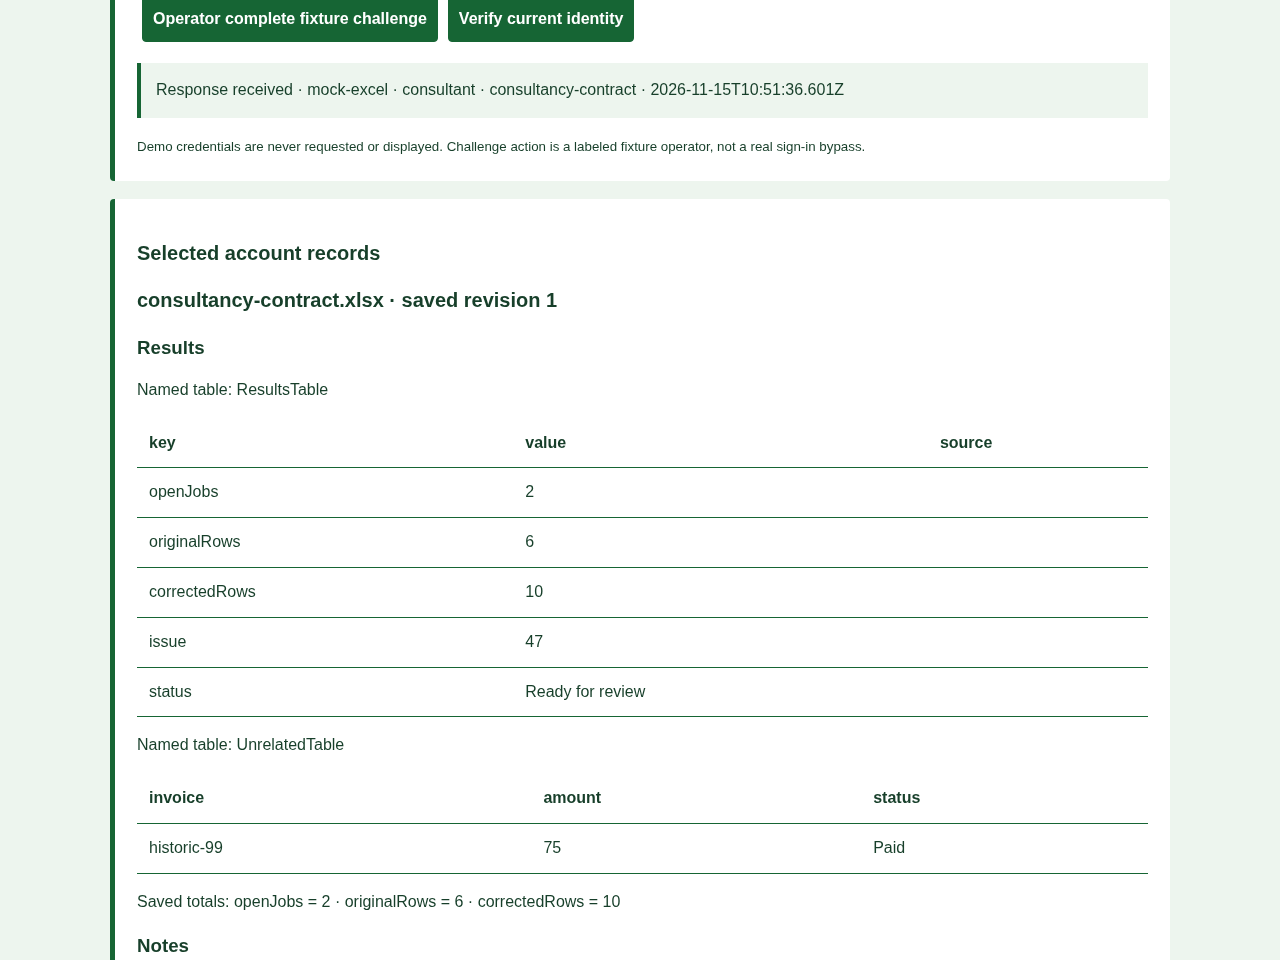 Operator complete fixture challenge Verify current identity
Response received · mock-excel · consultant · consultancy-contract · 2026-11-15T10:51:36.601Z
Demo credentials are never requested or displayed. Challenge action is a labeled fixture operator, not a real sign-in bypass.
Selected account records
consultancy-contract.xlsx · saved revision 1
Results
Named table: ResultsTable
key value source
openJobs 2
originalRows 6
correctedRows 10
issue 47
status Ready for review
Named table: UnrelatedTable
invoice amount status
historic-99 75 Paid
Saved totals: openJobs = 2 · originalRows = 6 · correctedRows = 10
Notes